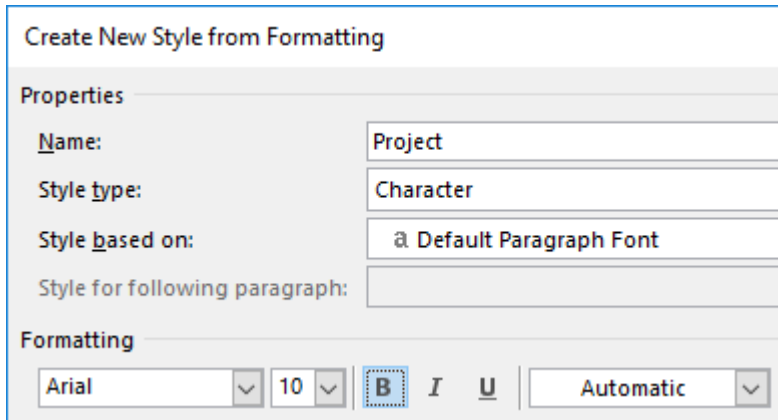 Create New Style from Formatting
Properties
Name: Project
Style type: Character
Style based on: a Default Paragraph Font
Style for following paragraph:
Formatting
Arial 10 B I U Automatic